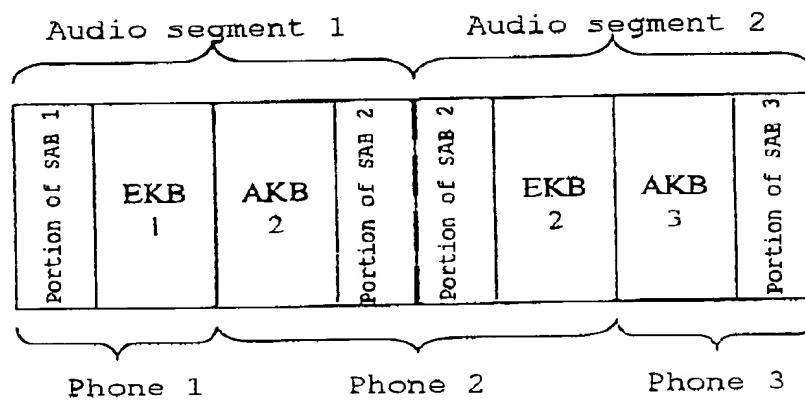 Audio segment 1
Audio segment 2
Portion of SAB 1
EKB
1
AKB
2
Portion of SAB 2
Portion of SAB 2
EKB
2
AKB
3
Portion of SAB 3
Phone 1
Phone 2
Phone 3